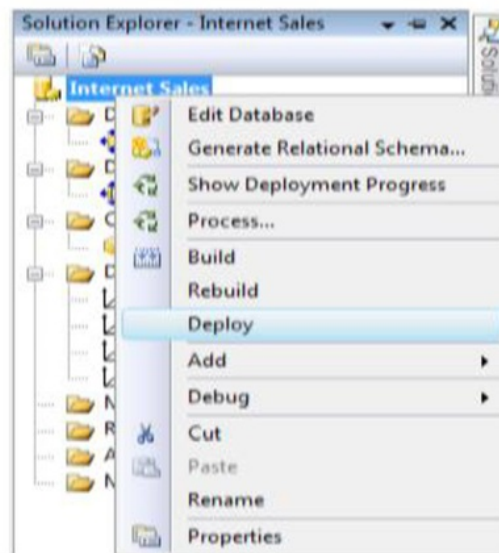 Solution Explorer - Internet Sales
Internet Sales
Edit Database
Generate Relational Schema...
Show Deployment Progress
Process...
Build
Rebuild
Deploy
Add
Debug
Cut
Paste
Rename
Properties
D
D
C
D
N
R
A
N